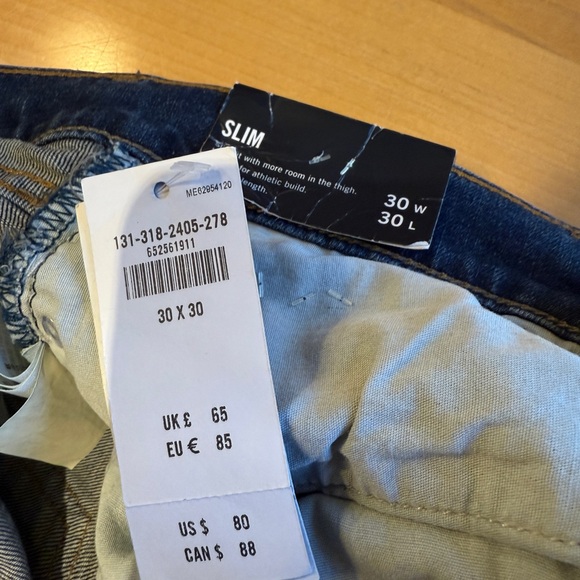 SLIM
with more room in the thigh.
for athletic build.
length.
30 W
30 L
ME62954120
131-318-2405-278
652561911
30 X 30
UK £ 65
EU € 85
US $ 80
CAN $ 88